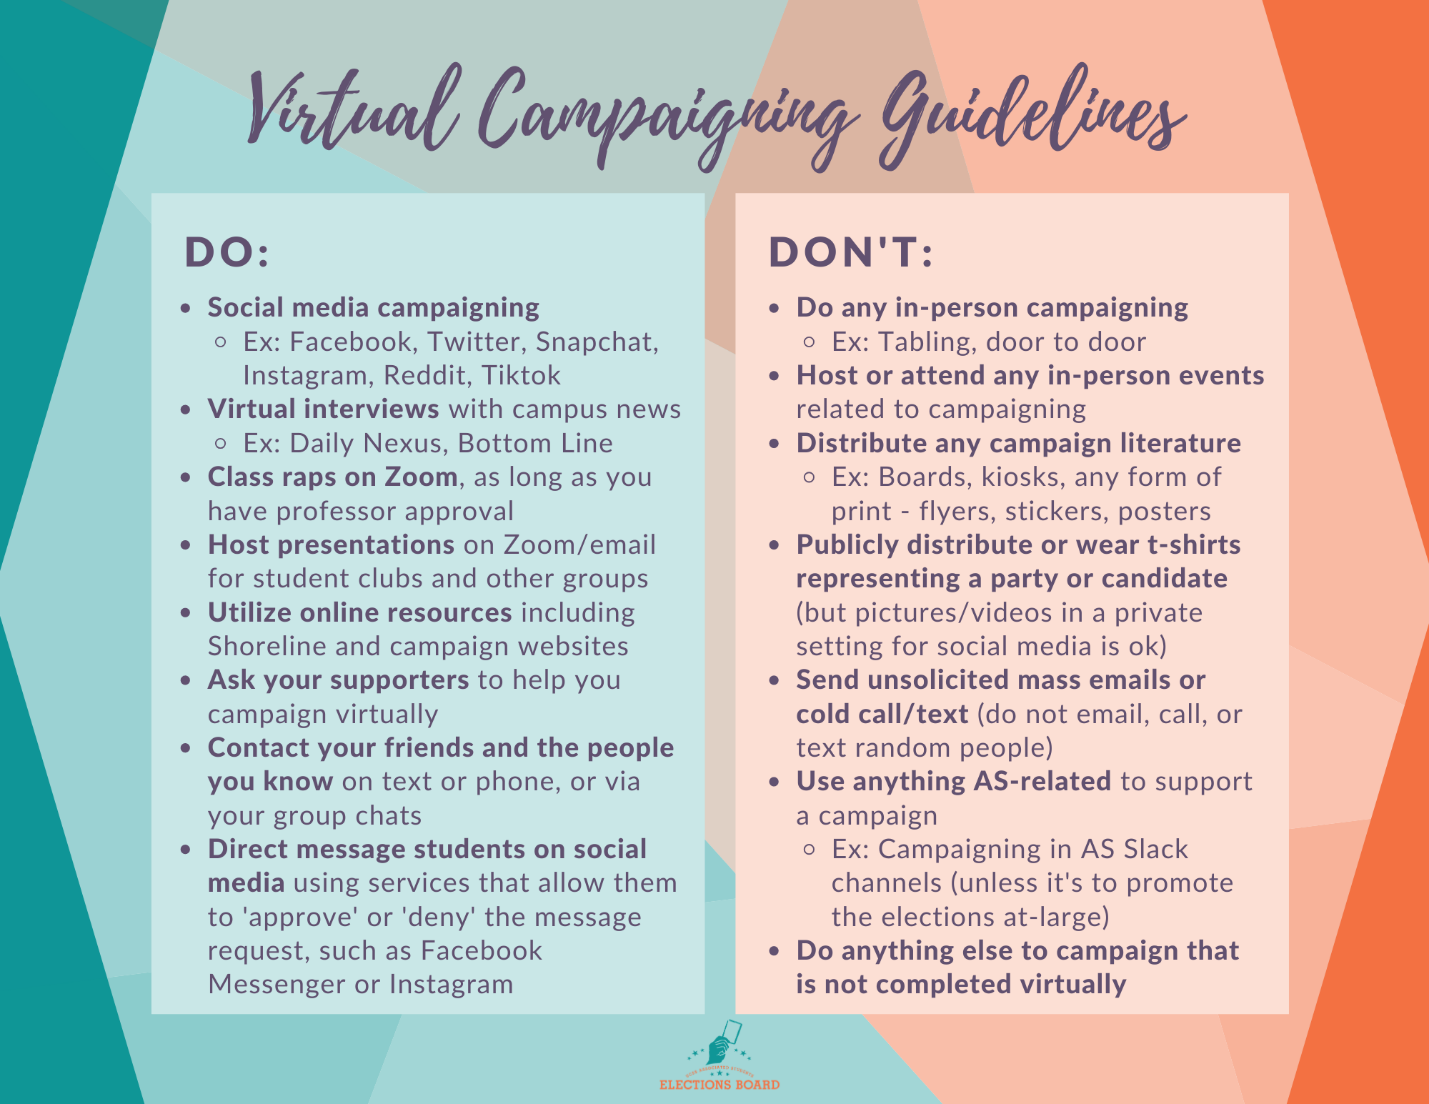 Virtual Campaigning Guidelines
DO:
• Social media campaigning
◦ Ex: Facebook, Twitter, Snapchat,
Instagram, Reddit, Tiktok
• Virtual interviews with campus news
◦ Ex: Daily Nexus, Bottom Line
• Class raps on Zoom, as long as you
have professor approval
• Host presentations on Zoom/email
for student clubs and other groups
• Utilize online resources including
Shoreline and campaign websites
• Ask your supporters to help you
campaign virtually
• Contact your friends and the people
you know on text or phone, or via
your group chats
• Direct message students on social
media using services that allow them
to 'approve' or 'deny' the message
request, such as Facebook
Messenger or Instagram
DON'T:
• Do any in-person campaigning
◦ Ex: Tabling, door to door
• Host or attend any in-person events
related to campaigning
• Distribute any campaign literature
◦ Ex: Boards, kiosks, any form of
print - flyers, stickers, posters
• Publicly distribute or wear t-shirts
representing a party or candidate
(but pictures/videos in a private
setting for social media is ok)
• Send unsolicited mass emails or
cold call/text (do not email, call, or
text random people)
• Use anything AS-related to support
a campaign
◦ Ex: Campaigning in AS Slack
channels (unless it's to promote
the elections at-large)
• Do anything else to campaign that
is not completed virtually
ELECTIONS BOARD